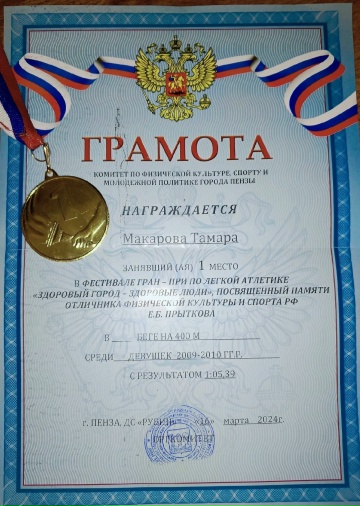 ГРАМОТА
КОМИТЕТ ПО ФИЗИЧЕСКОЙ КУЛЬТУРЕ, СПОРТУ И
МОЛОДЕЖНОЙ ПОЛИТИКЕ ГОРОДА ПЕНЗЫ
НАГРАЖДАЕТСЯ
Макарова Тамара
ЗАНЯВШИЙ (АЯ) 1 МЕСТО
В ФЕСТИВАЛЕ ГРАН – ПРИ ПО ЛЕГКОЙ АТЛЕТИКЕ
«ЗДОРОВЫЙ ГОРОД – ЗДОРОВЫЕ ЛЮДИ», ПОСВЯЩЕННЫЙ ПАМЯТИ
ОТЛИЧНИКА ФИЗИЧЕСКОЙ КУЛЬТУРЫ И СПОРТА РФ
Е.Б. ПРЫТКОВА
В БЕГЕ НА 400 М
СРЕДИ ДЕВУШЕК 2009-2010 ГГ.Р.
С РЕЗУЛЬТАТОМ 1:05,39
г. ПЕНЗА, ДС «РУБИН» «16» марта 2024г.
ОРГКОМИТЕТ